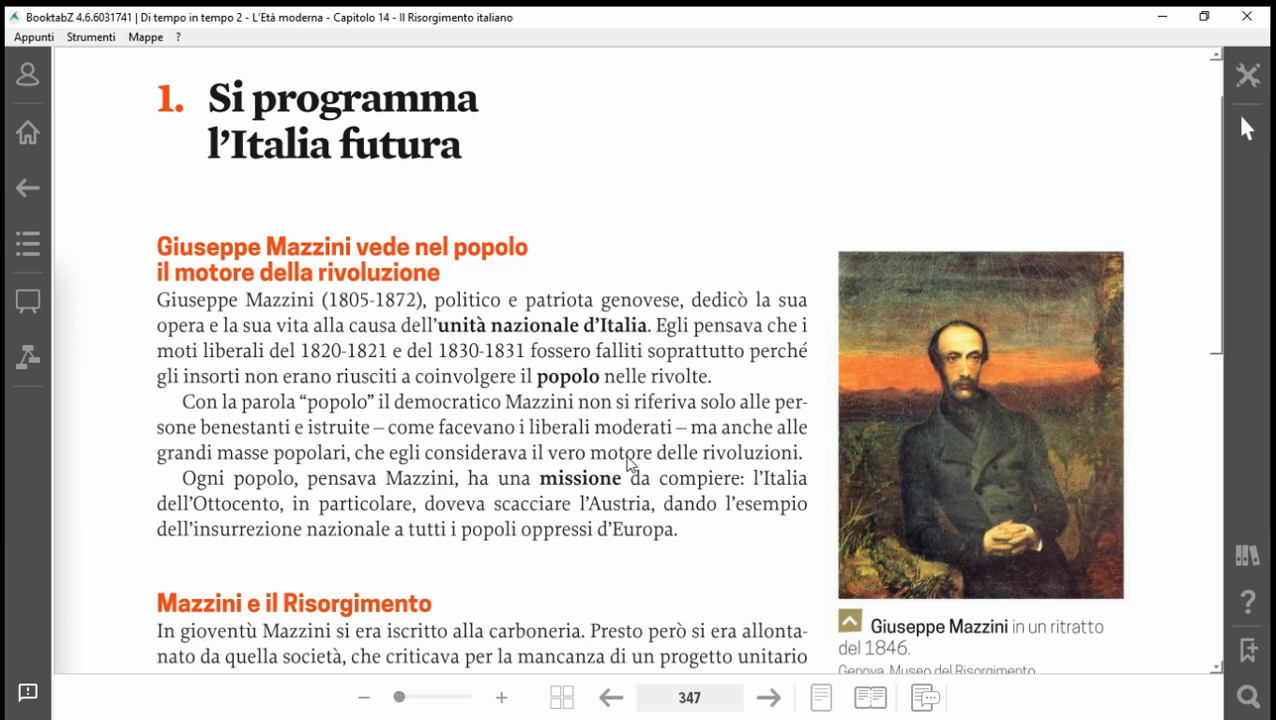 BooktabZ 4.6.6031741 | Di tempo in tempo 2 - L'Età moderna - Capitolo 14 - Il Risorgimento italiano
Appunti Strumenti Mappe ?
1. Si programma
l'Italia futura
Giuseppe Mazzini vede nel popolo
il motore della rivoluzione
Giuseppe Mazzini (1805-1872), politico e patriota genovese, dedicò la sua
opera e la sua vita alla causa dell'unità nazionale d'Italia. Egli pensava che i
moti liberali del 1820-1821 e del 1830-1831 fossero falliti soprattutto perché
gli insorti non erano riusciti a coinvolgere il popolo nelle rivolte.
Con la parola “popolo” il democratico Mazzini non si riferiva solo alle per-
sone benestanti e istruite – come facevano i liberali moderati – ma anche alle
grandi masse popolari, che egli considerava il vero motore delle rivoluzioni.
Ogni popolo, pensava Mazzini, ha una missione da compiere: l'Italia
dell'Ottocento, in particolare, doveva scacciare l'Austria, dando l'esempio
dell'insurrezione nazionale a tutti i popoli oppressi d'Europa.
Mazzini e il Risorgimento
In gioventù Mazzini si era iscritto alla carboneria. Presto però si era allonta-
nato da quella società, che criticava per la mancanza di un progetto unitario
Giuseppe Mazzini in un ritratto
del 1846.
Genova, Museo del Risorgimento
347